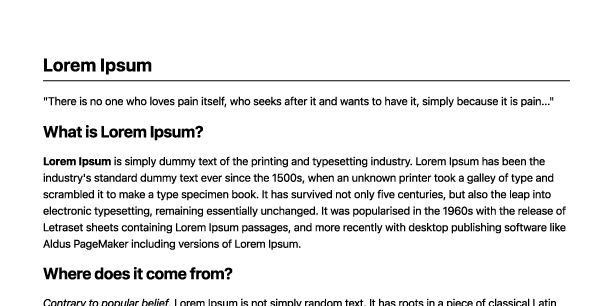 Lorem Ipsum
"There is no one who loves pain itself, who seeks after it and wants to have it, simply because it is pain..."
What is Lorem Ipsum?
Lorem Ipsum is simply dummy text of the printing and typesetting industry. Lorem Ipsum has been the
industry's standard dummy text ever since the 1500s, when an unknown printer took a galley of type and
scrambled it to make a type specimen book. It has survived not only five centuries, but also the leap into
electronic typesetting, remaining essentially unchanged. It was popularised in the 1960s with the release of
Letraset sheets containing Lorem Ipsum passages, and more recently with desktop publishing software like
Aldus PageMaker including versions of Lorem Ipsum.
Where does it come from?
Contrary to popular belief, Lorem Ipsum is not simply random text. It has roots in a piece of classical Latin